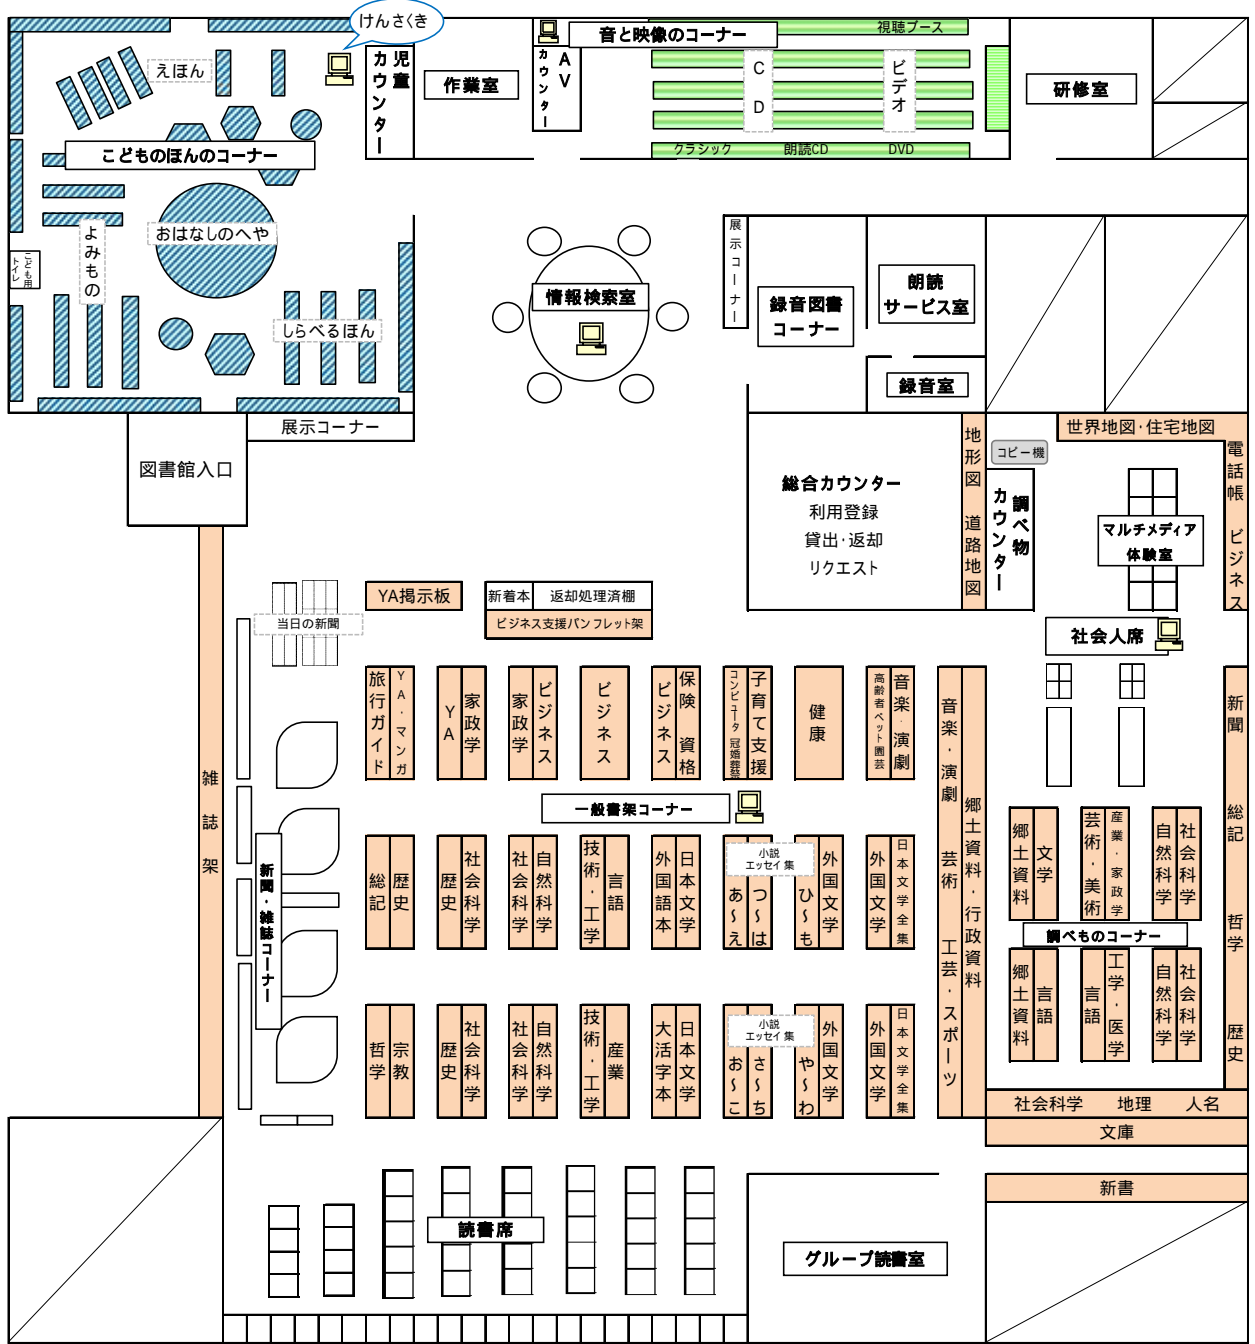 けんさくき
児童
カウンター
作業室
AV
カウンター
音と映像のコーナー
視聴ブース
CD
ビデオ
クラシック
朗読CD
DVD
研修室
えほん
こどものほんのコーナー
おはなしのへや
よみもの
こども用
トイレ
しらべるほん
展示コーナー
図書館入口
情報検索室
展示コーナー
録音図書
コーナー
朗読
サービス室
録音室
総合カウンター
利用登録
貸出・返却
リクエスト
地形図 道路地図
コピー機
調べ物
カウンター
世界地図・住宅地図
電話帳 ビジネス
マルチメディア
体験室
社会人席
雑誌架
当日の新聞
新聞・雑誌コーナー
YA掲示板
新着本
返却処理済棚
ビジネス支援パンフレット架
旅行ガイド
YA・マンガ
YA
家政学
家政学
ビジネス
ビジネス
ビジネス
保険 資格
コンピュータ 冠婚葬祭
子育て支援
健康
高齢者 ペット 園芸
音楽・演劇
一般書架コーナー
総記
歴史
歴史
社会科学
社会科学
自然科学
技術・工学
言語
外国語本
日本文学
小説
エッセイ集
あ～え
つ～は
ひ～も
外国文学
外国文学
日本文学全集
哲学
宗教
歴史
社会科学
社会科学
自然科学
技術・工学
産業
大活字本
日本文学
小説
エッセイ集
お～こ
さ～ち
や～わ
外国文学
外国文学
日本文学全集
音楽・演劇 芸術 工芸・スポーツ
郷土資料・行政資料
郷土資料
文学
芸術・美術
産業・家政学
自然科学
社会科学
調べものコーナー
郷土資料
言語
言語
工学・医学
自然科学
社会科学
新聞 総記 哲学 歴史
社会科学 地理 人名
文庫
新書
読書席
グループ読書室